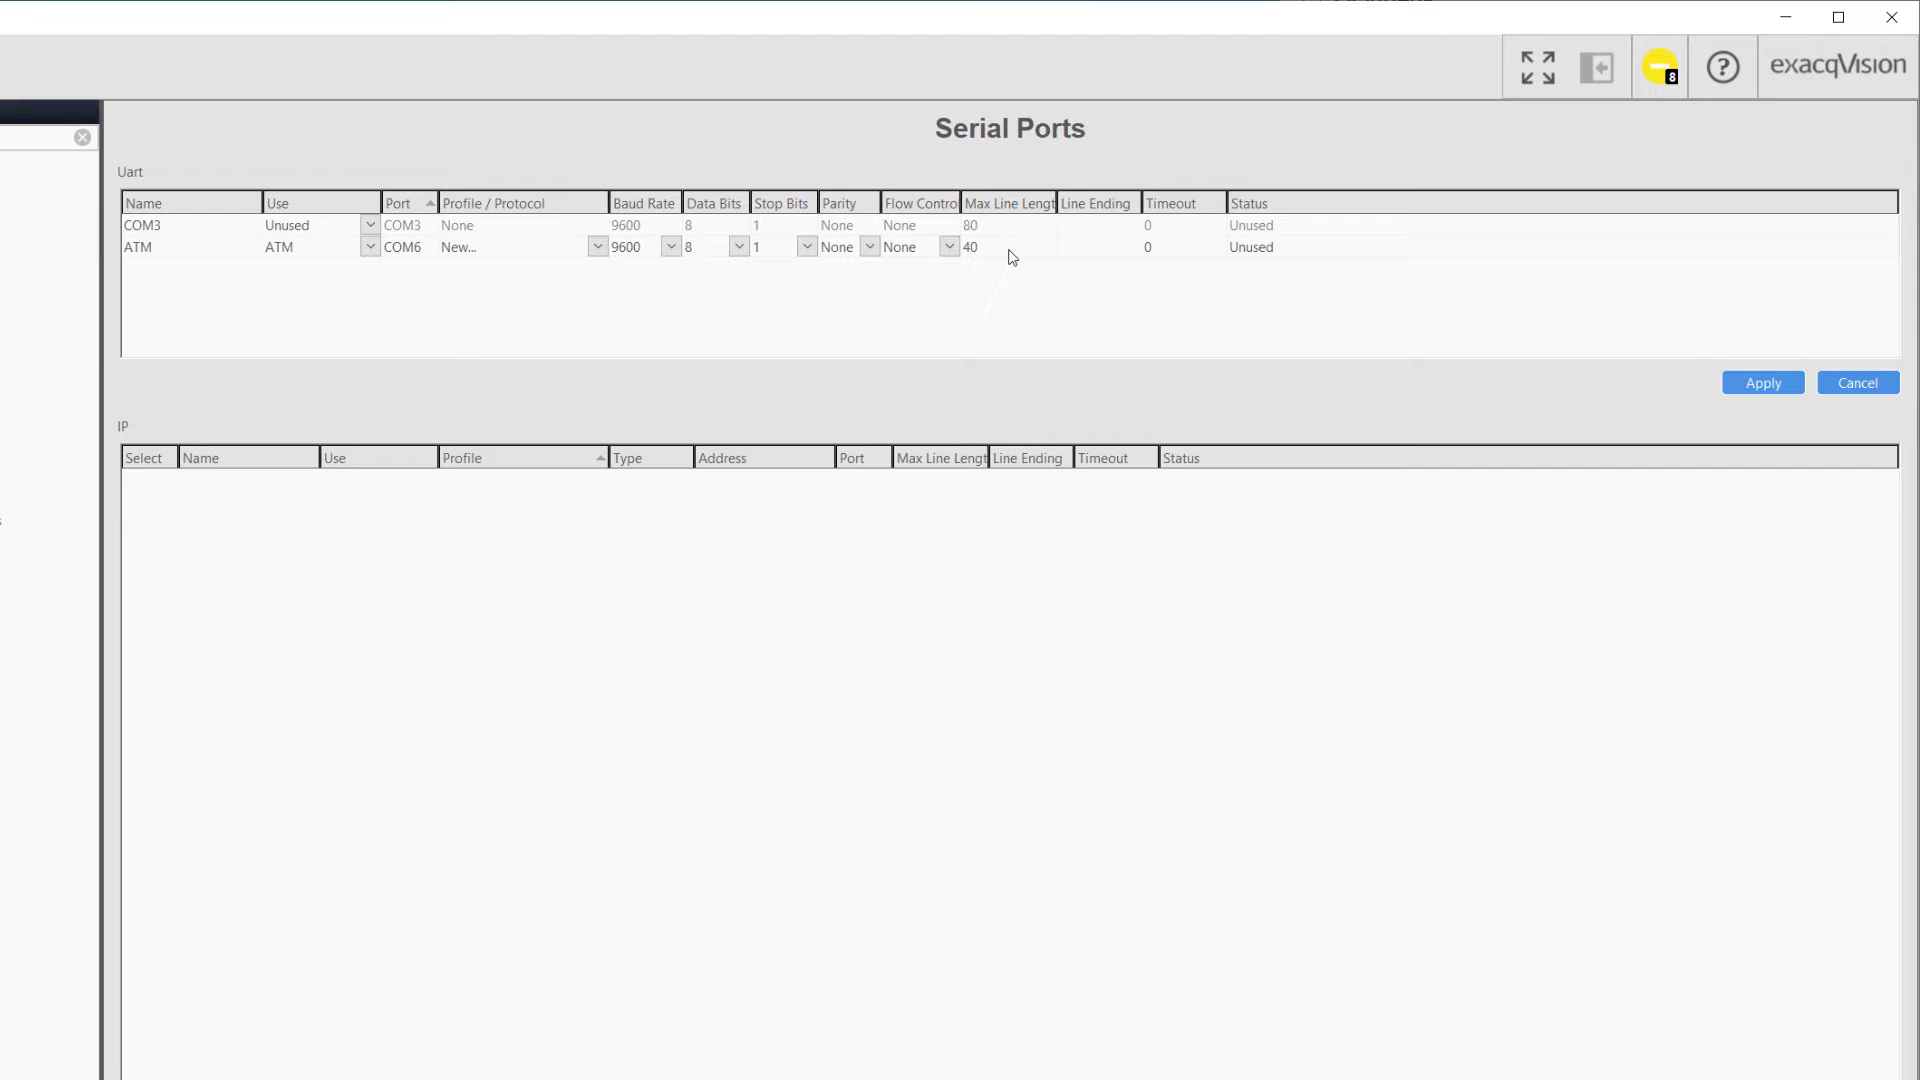 8
exacqVision
Serial Ports
Uart
Name Use Port Profile / Protocol Baud Rate Data Bits Stop Bits Parity Flow Contro Max Line Lengt Line Ending Timeout Status
COM3 Unused COM3 None 9600 8 1 None None 80 0 Unused
ATM ATM COM6 New... 9600 8 1 None None 40 0 Unused
Apply Cancel
IP
Select Name Use Profile Type Address Port Max Line Lengt Line Ending Timeout Status